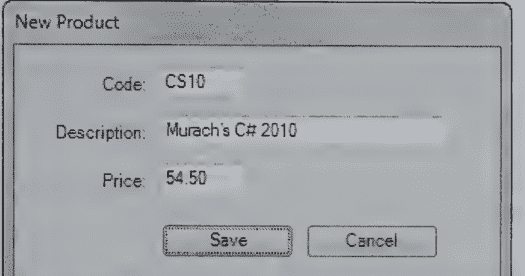 New Product
Code: CS10
Description: Murach's C# 2010
Price: 54.50
Save Cancel